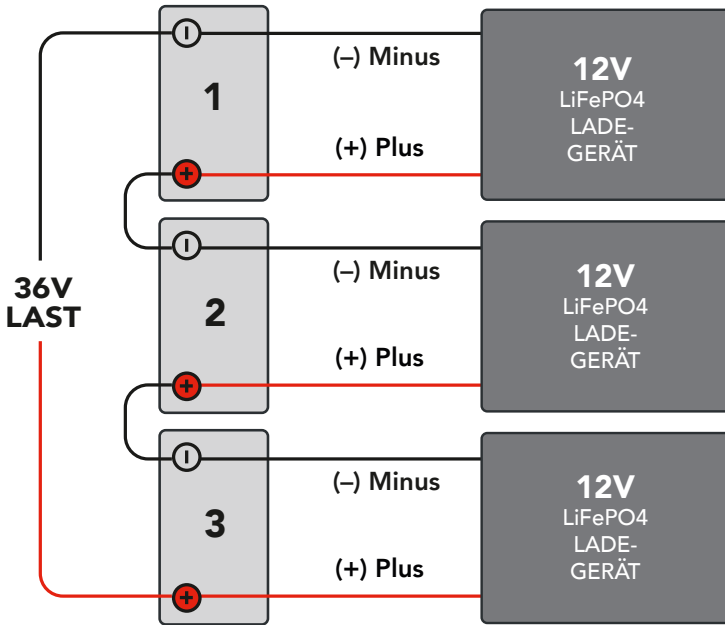 1
(–) Minus
(+) Plus
12V
LiFePO4
LADE-
GERÄT
36V
LAST
2
(–) Minus
(+) Plus
12V
LiFePO4
LADE-
GERÄT
3
(–) Minus
(+) Plus
12V
LiFePO4
LADE-
GERÄT